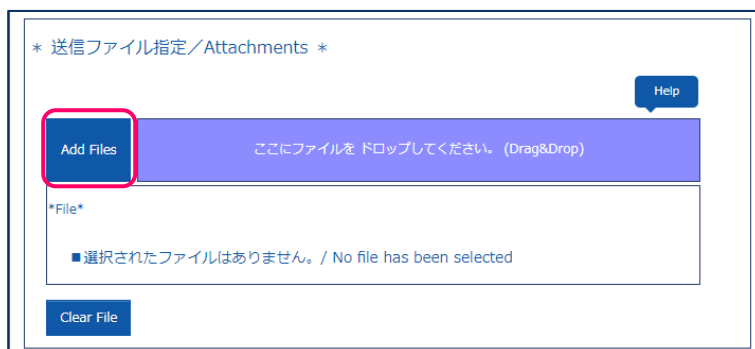 * 送信ファイル指定／Attachments *
Help
Add Files
ここにファイルを ドロップしてください。 (Drag&Drop)
*File*
■選択されたファイルはありません。/ No file has been selected
Clear File